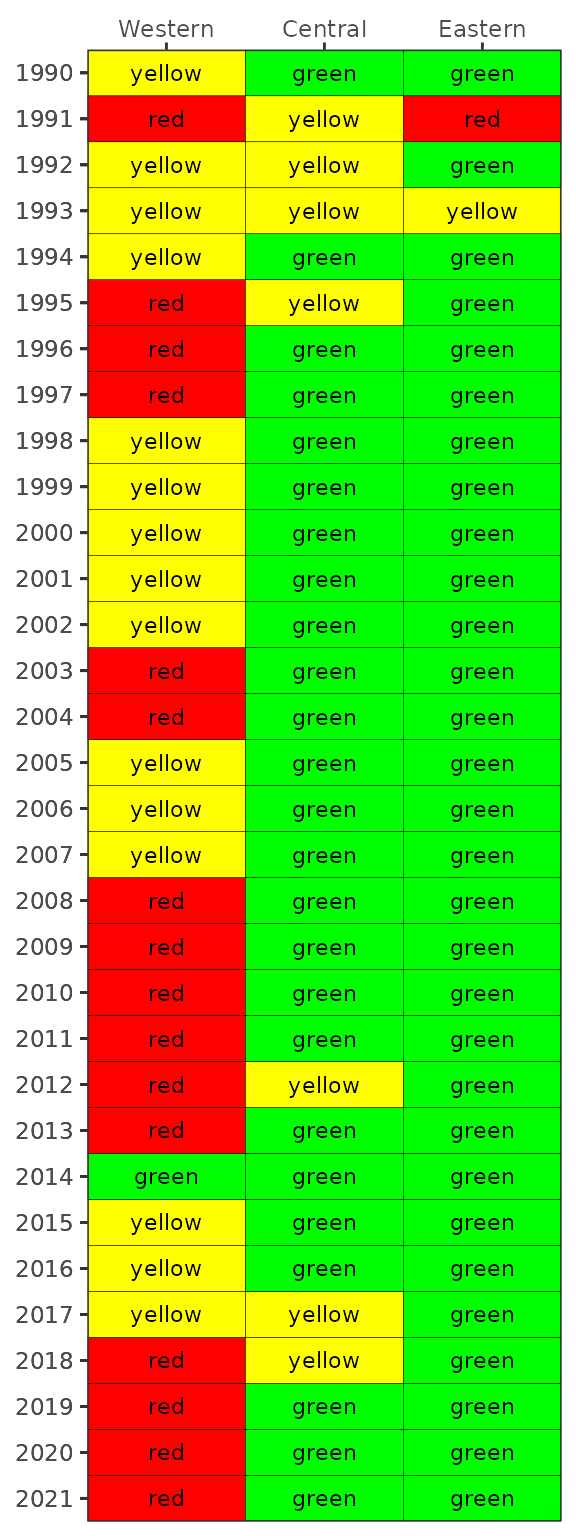 Western Central Eastern
1990 yellow green green
1991 red yellow red
1992 yellow yellow green
1993 yellow yellow yellow
1994 yellow green green
1995 red yellow green
1996 red green green
1997 red green green
1998 yellow green green
1999 yellow green green
2000 yellow green green
2001 yellow green green
2002 yellow green green
2003 red green green
2004 red green green
2005 yellow green green
2006 yellow green green
2007 yellow green green
2008 red green green
2009 red green green
2010 red green green
2011 red green green
2012 red yellow green
2013 red green green
2014 green green green
2015 yellow green green
2016 yellow green green
2017 yellow yellow green
2018 red yellow green
2019 red green green
2020 red green green
2021 red green green